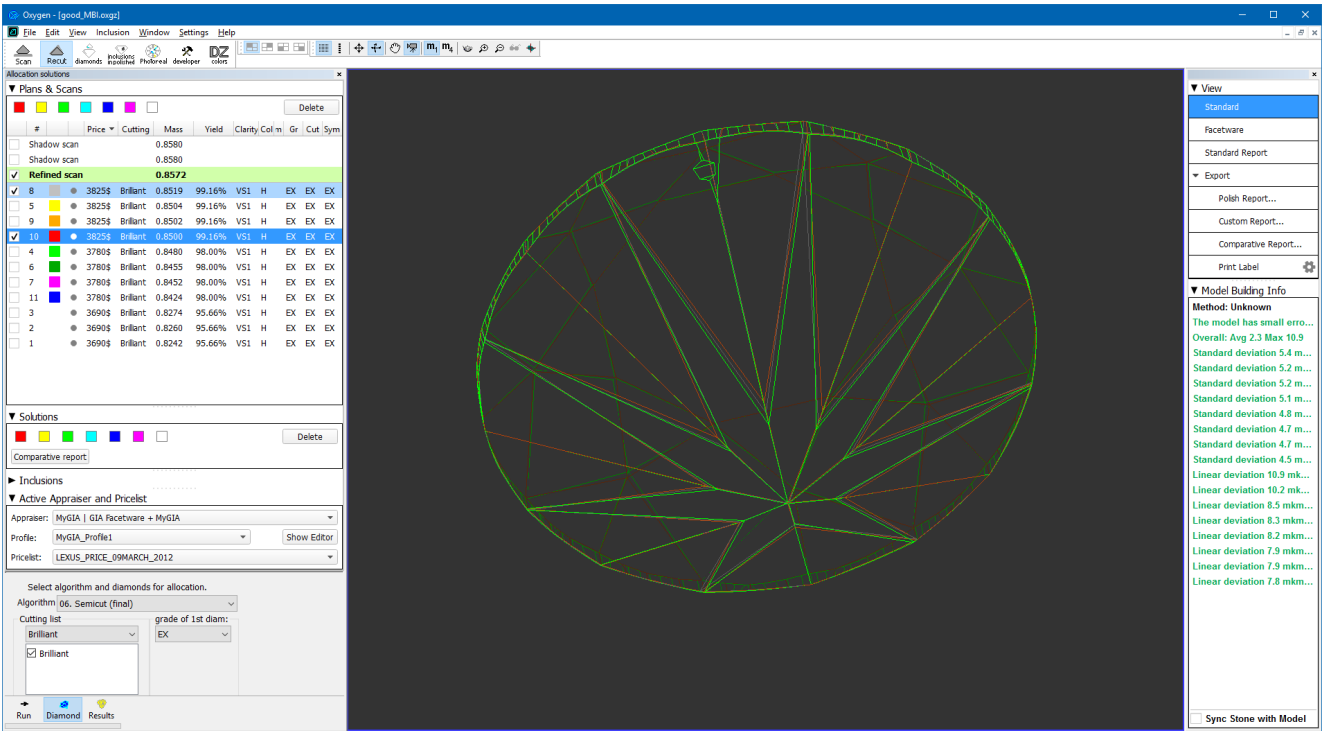 Oxygen - [good_MBI.oxgz]
File Edit View Inclusion Window Settings Help
Scan Recut diamonds inclusions in polished Photoreal developer DZ colors m1 m4
Allocation solutions
Plans & Scans
Delete
# Price Cutting Mass Yield Clarity Col m Gr Cut Sym
Shadow scan 0.8580
Shadow scan 0.8580
Refined scan 0.8572
8 3825$ Brilliant 0.8519 99.16% VS1 H EX EX EX
5 3825$ Brilliant 0.8504 99.16% VS1 H EX EX EX
9 3825$ Brilliant 0.8502 99.16% VS1 H EX EX EX
10 3825$ Brilliant 0.8500 99.16% VS1 H EX EX EX
4 3780$ Brilliant 0.8480 98.00% VS1 H EX EX EX
6 3780$ Brilliant 0.8455 98.00% VS1 H EX EX EX
7 3780$ Brilliant 0.8452 98.00% VS1 H EX EX EX
11 3780$ Brilliant 0.8424 98.00% VS1 H EX EX EX
3 3690$ Brilliant 0.8274 95.66% VS1 H EX EX EX
2 3690$ Brilliant 0.8260 95.66% VS1 H EX EX EX
1 3690$ Brilliant 0.8242 95.66% VS1 H EX EX EX
Solutions
Delete
Comparative report
Inclusions
Active Appraiser and Pricelist
Appraiser: MyGIA | GIA Facetware + MyGIA
Profile: MyGIA_Profile1 Show Editor
Pricelist: LEXUS_PRICE_09MARCH_2012
Select algorithm and diamonds for allocation.
Algorithm 06. Semicut (final)
Cutting list grade of 1st diam:
Brilliant EX
Brilliant
Run Diamond Results
View
Standard
Facetware
Standard Report
Export
Polish Report...
Custom Report...
Comparative Report...
Print Label
Model Building Info
Method: Unknown
The model has small erro...
Overall: Avg 2.3 Max 10.9
Standard deviation 5.4 m...
Standard deviation 5.2 m...
Standard deviation 5.2 m...
Standard deviation 5.1 m...
Standard deviation 4.8 m...
Standard deviation 4.7 m...
Standard deviation 4.7 m...
Standard deviation 4.5 m...
Linear deviation 10.9 mk...
Linear deviation 10.2 mk...
Linear deviation 8.5 mkm...
Linear deviation 8.3 mkm...
Linear deviation 8.2 mkm...
Linear deviation 7.9 mkm...
Linear deviation 7.9 mkm...
Linear deviation 7.8 mkm...
Sync Stone with Model